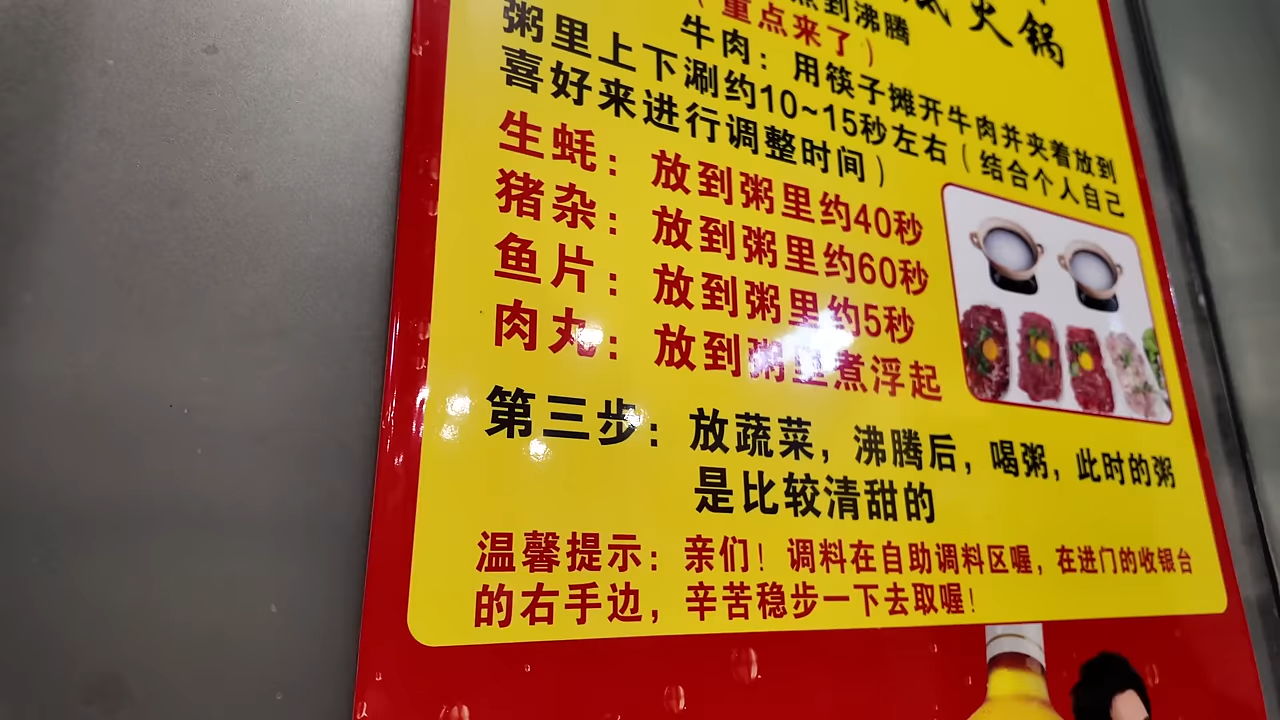 火锅
点到沸腾
（重点来了）
牛肉：用筷子摊开牛肉并夹着放到
粥里上下涮约10~15秒左右（结合个人自己
喜好来进行调整时间）
生蚝：放到粥里约40秒
猪杂：放到粥里约60秒
鱼片：放到粥里约5秒
肉丸：放到粥里煮浮起
第三步：放蔬菜，沸腾后，喝粥，此时的粥
是比较清甜的
温馨提示：亲们！调料在自助调料区喔，在进门的收银台
的右手边，辛苦稳步一下去取喔！